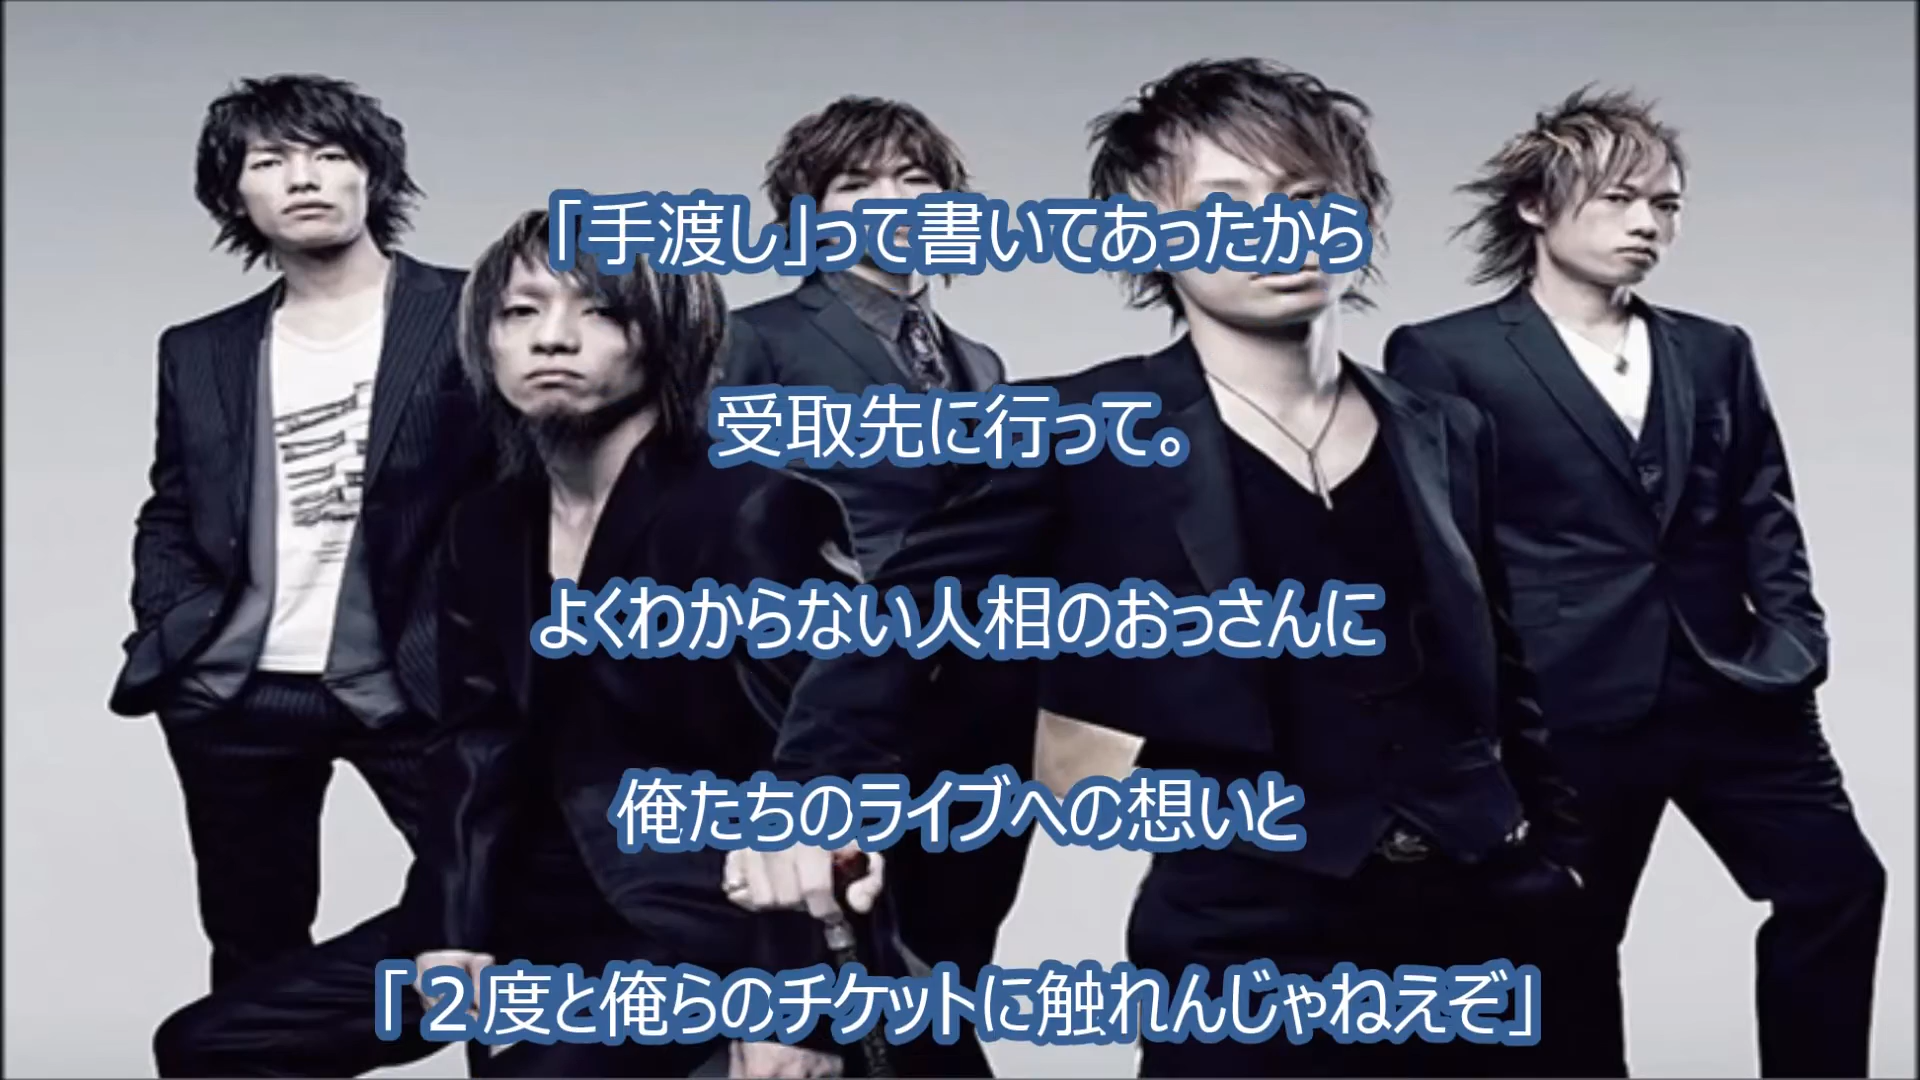 「手渡し」って書いてあったから
受取先に行って。
よくわからない人相のおっさんに
俺たちのライブへの想いと
「２度と俺らのチケットに触れんじゃねえぞ」